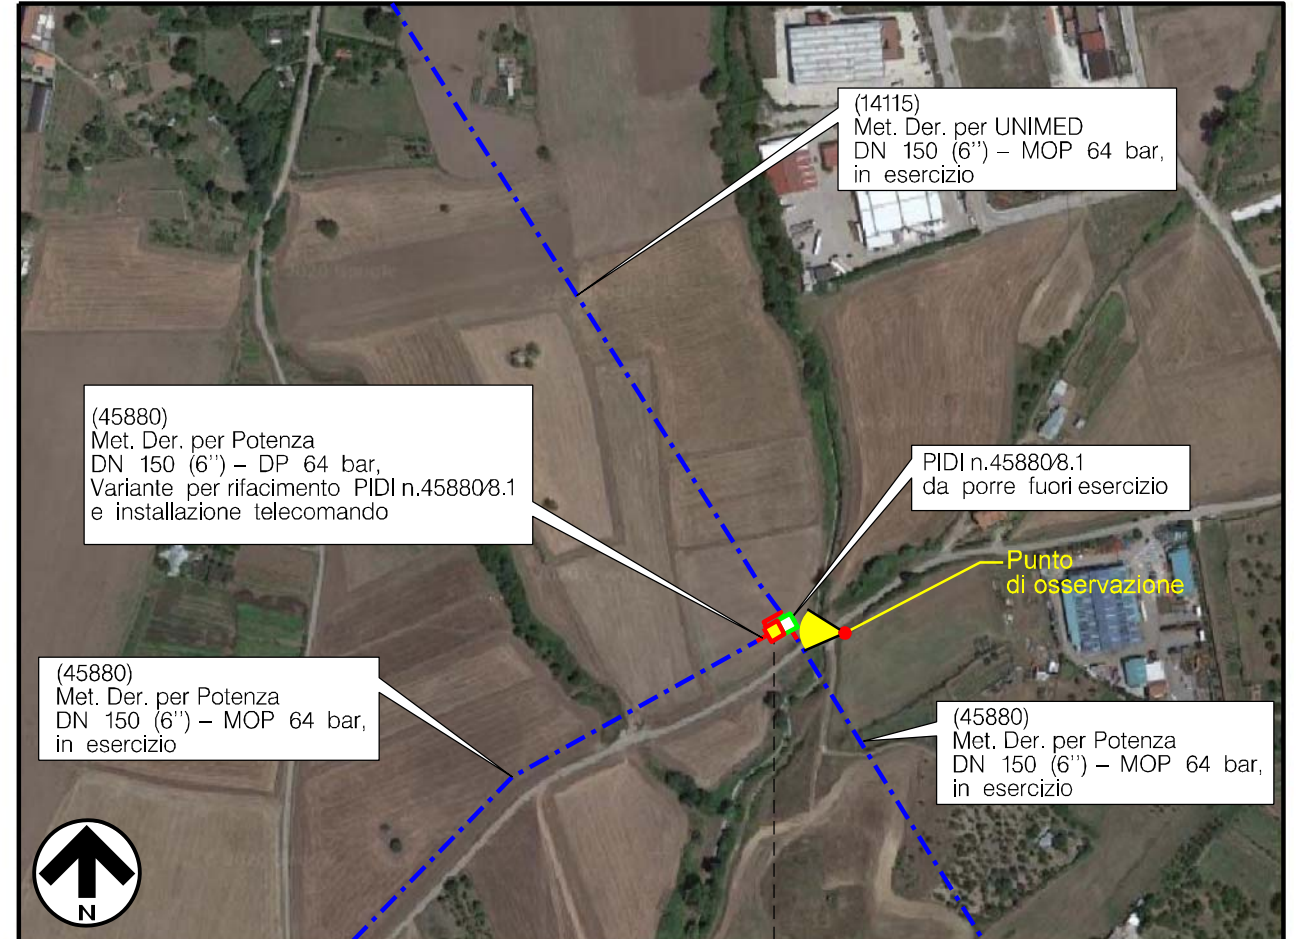 (14115)
Met. Der. per UNIMED
DN 150 (6'') – MOP 64 bar,
in esercizio
(45880)
Met. Der. per Potenza
DN 150 (6'') – DP 64 bar,
Variante per rifacimento PIDI n.45880/8.1
e installazione telecomando
PIDI n.45880/8.1
da porre fuori esercizio
Punto
di osservazione
(45880)
Met. Der. per Potenza
DN 150 (6'') – MOP 64 bar,
in esercizio
(45880)
Met. Der. per Potenza
DN 150 (6'') – MOP 64 bar,
in esercizio
N